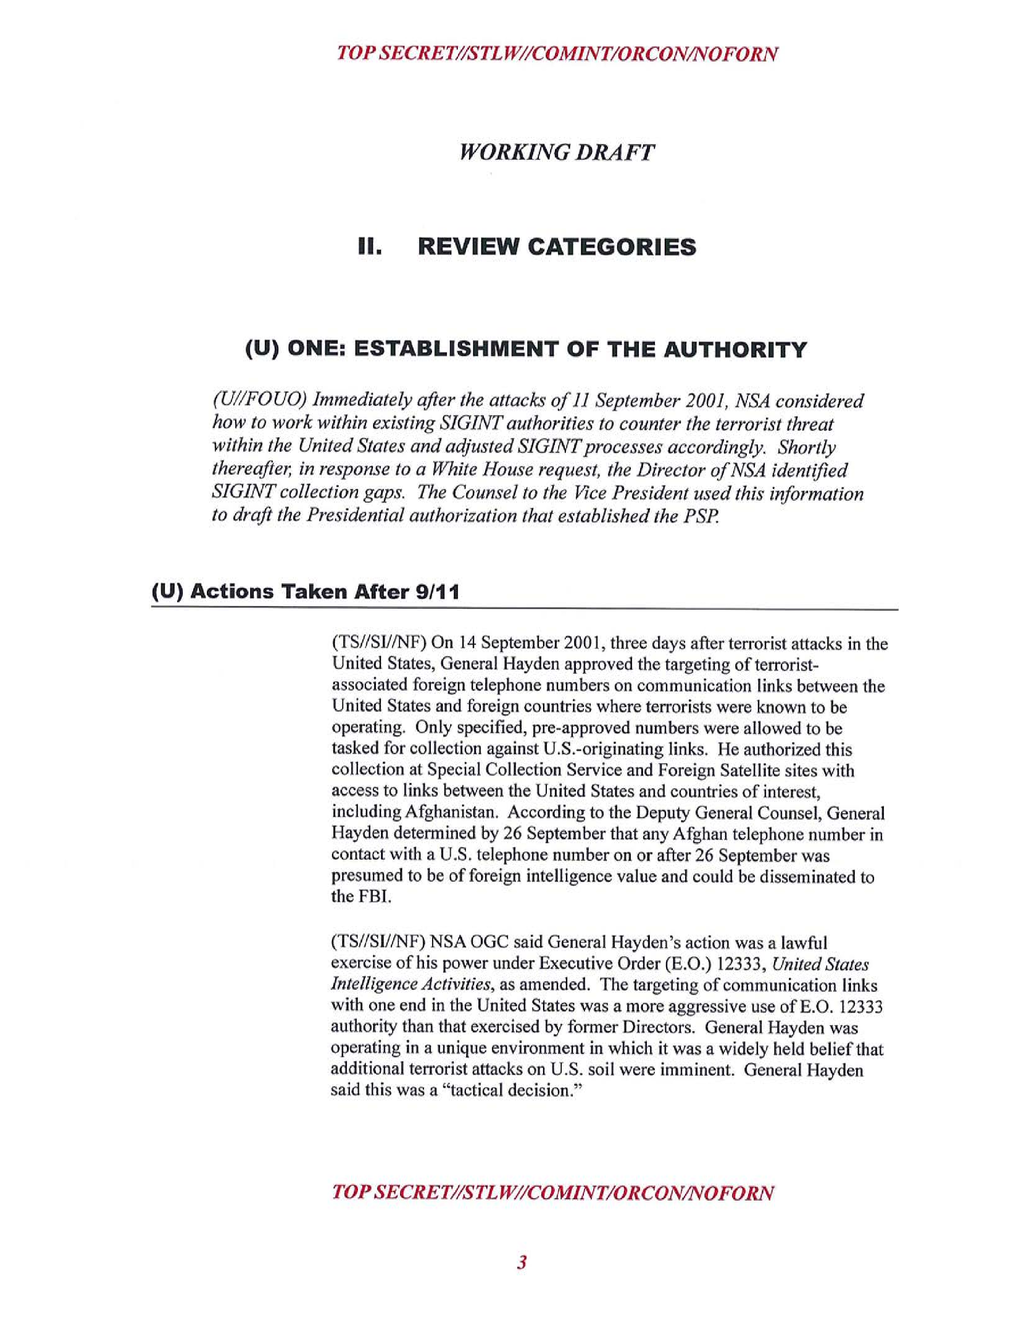 TOP SECRET//STLW//COMINT/ORCON/NOFORN
WORKING DRAFT
II. REVIEW CATEGORIES
(U) ONE: ESTABLISHMENT OF THE AUTHORITY
(U//FOUO) Immediately after the attacks of 11 September 2001, NSA considered
how to work within existing SIGINT authorities to counter the terrorist threat
within the United States and adjusted SIGINT processes accordingly. Shortly
thereafter, in response to a White House request, the Director of NSA identified
SIGINT collection gaps. The Counsel to the Vice President used this information
to draft the Presidential authorization that established the PSP.
(U) Actions Taken After 9/11
(TS//SI//NF) On 14 September 2001, three days after terrorist attacks in the
United States, General Hayden approved the targeting of terrorist-
associated foreign telephone numbers on communication links between the
United States and foreign countries where terrorists were known to be
operating. Only specified, pre-approved numbers were allowed to be
tasked for collection against U.S.-originating links. He authorized this
collection at Special Collection Service and Foreign Satellite sites with
access to links between the United States and countries of interest,
including Afghanistan. According to the Deputy General Counsel, General
Hayden determined by 26 September that any Afghan telephone number in
contact with a U.S. telephone number on or after 26 September was
presumed to be of foreign intelligence value and could be disseminated to
the FBI.
(TS//SI//NF) NSA OGC said General Hayden's action was a lawful
exercise of his power under Executive Order (E.O.) 12333, United States
Intelligence Activities, as amended. The targeting of communication links
with one end in the United States was a more aggressive use of E.O. 12333
authority than that exercised by former Directors. General Hayden was
operating in a unique environment in which it was a widely held belief that
additional terrorist attacks on U.S. soil were imminent. General Hayden
said this was a “tactical decision.”
TOP SECRET//STLW//COMINT/ORCON/NOFORN
3